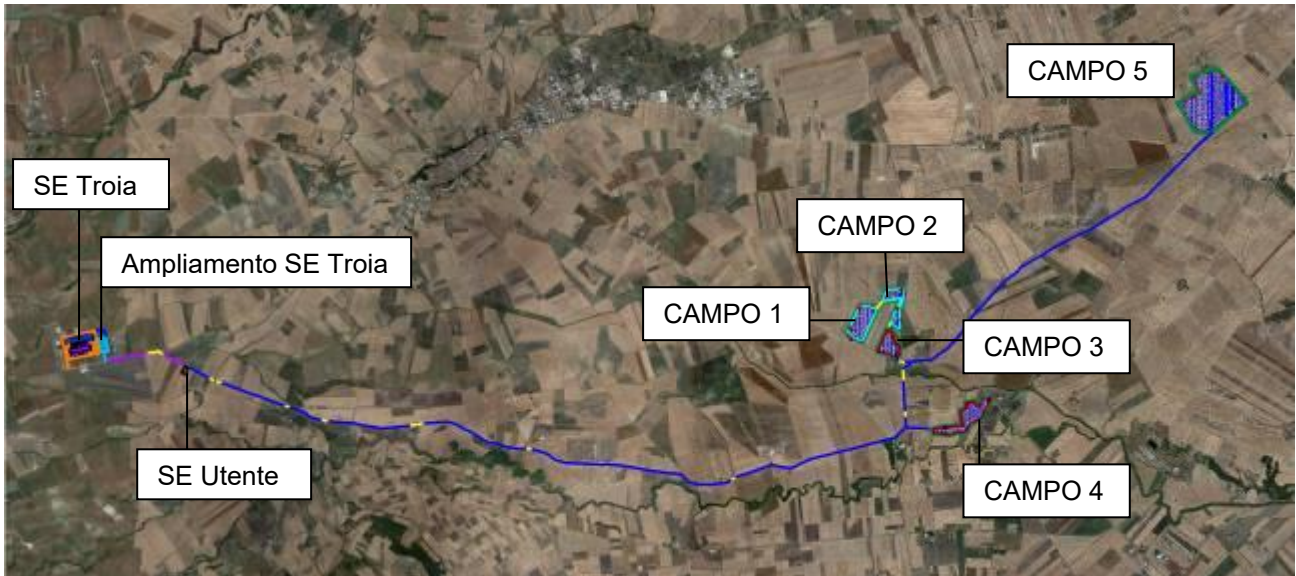 CAMPO 5
SE Troia
CAMPO 2
Ampliamento SE Troia
CAMPO 1
CAMPO 3
SE Utente
CAMPO 4